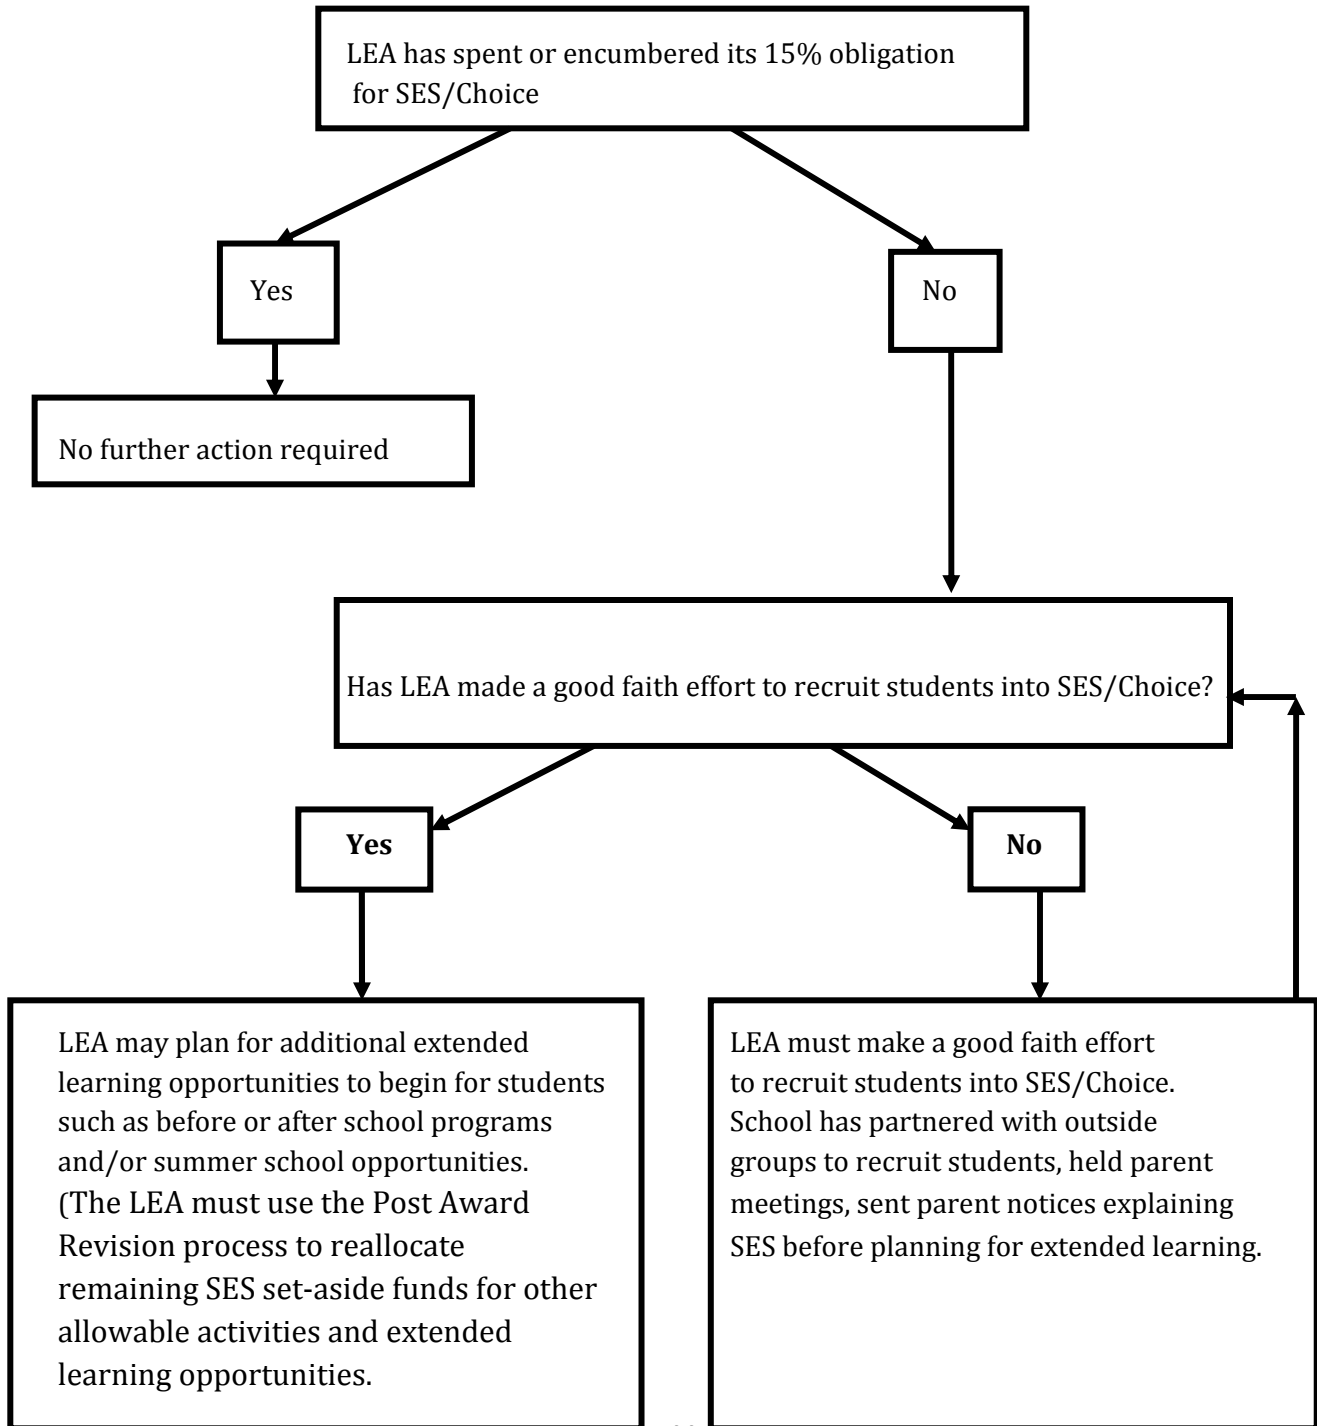 LEA has spent or encumbered its 15% obligation
for SES/Choice
Yes
No
No further action required
Has LEA made a good faith effort to recruit students into SES/Choice?
Yes
No
LEA may plan for additional extended
learning opportunities to begin for students
such as before or after school programs
and/or summer school opportunities.
(The LEA must use the Post Award
Revision process to reallocate
remaining SES set-aside funds for other
allowable activities and extended
learning opportunities.
LEA must make a good faith effort
to recruit students into SES/Choice.
School has partnered with outside
groups to recruit students, held parent
meetings, sent parent notices explaining
SES before planning for extended learning.